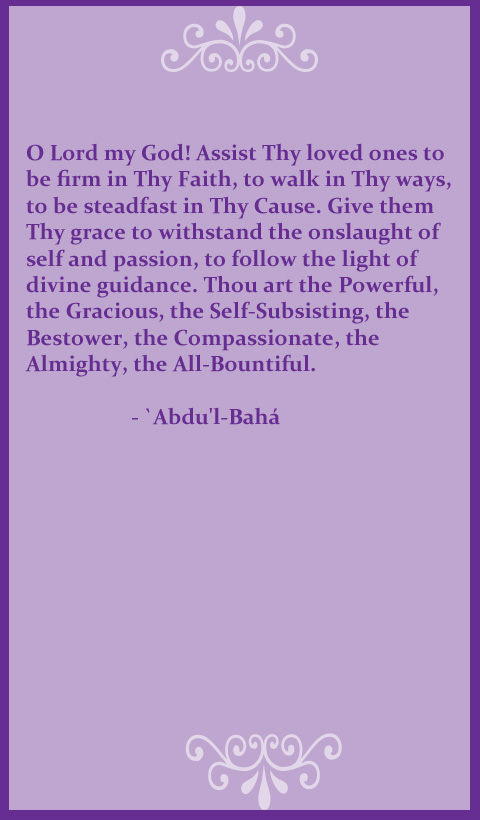 O Lord my God! Assist Thy loved ones to
be firm in Thy Faith, to walk in Thy ways,
to be steadfast in Thy Cause. Give them
Thy grace to withstand the onslaught of
self and passion, to follow the light of
divine guidance. Thou art the Powerful,
the Gracious, the Self-Subsisting, the
Bestower, the Compassionate, the
Almighty, the All-Bountiful.
- `Abdu'l-Bahá